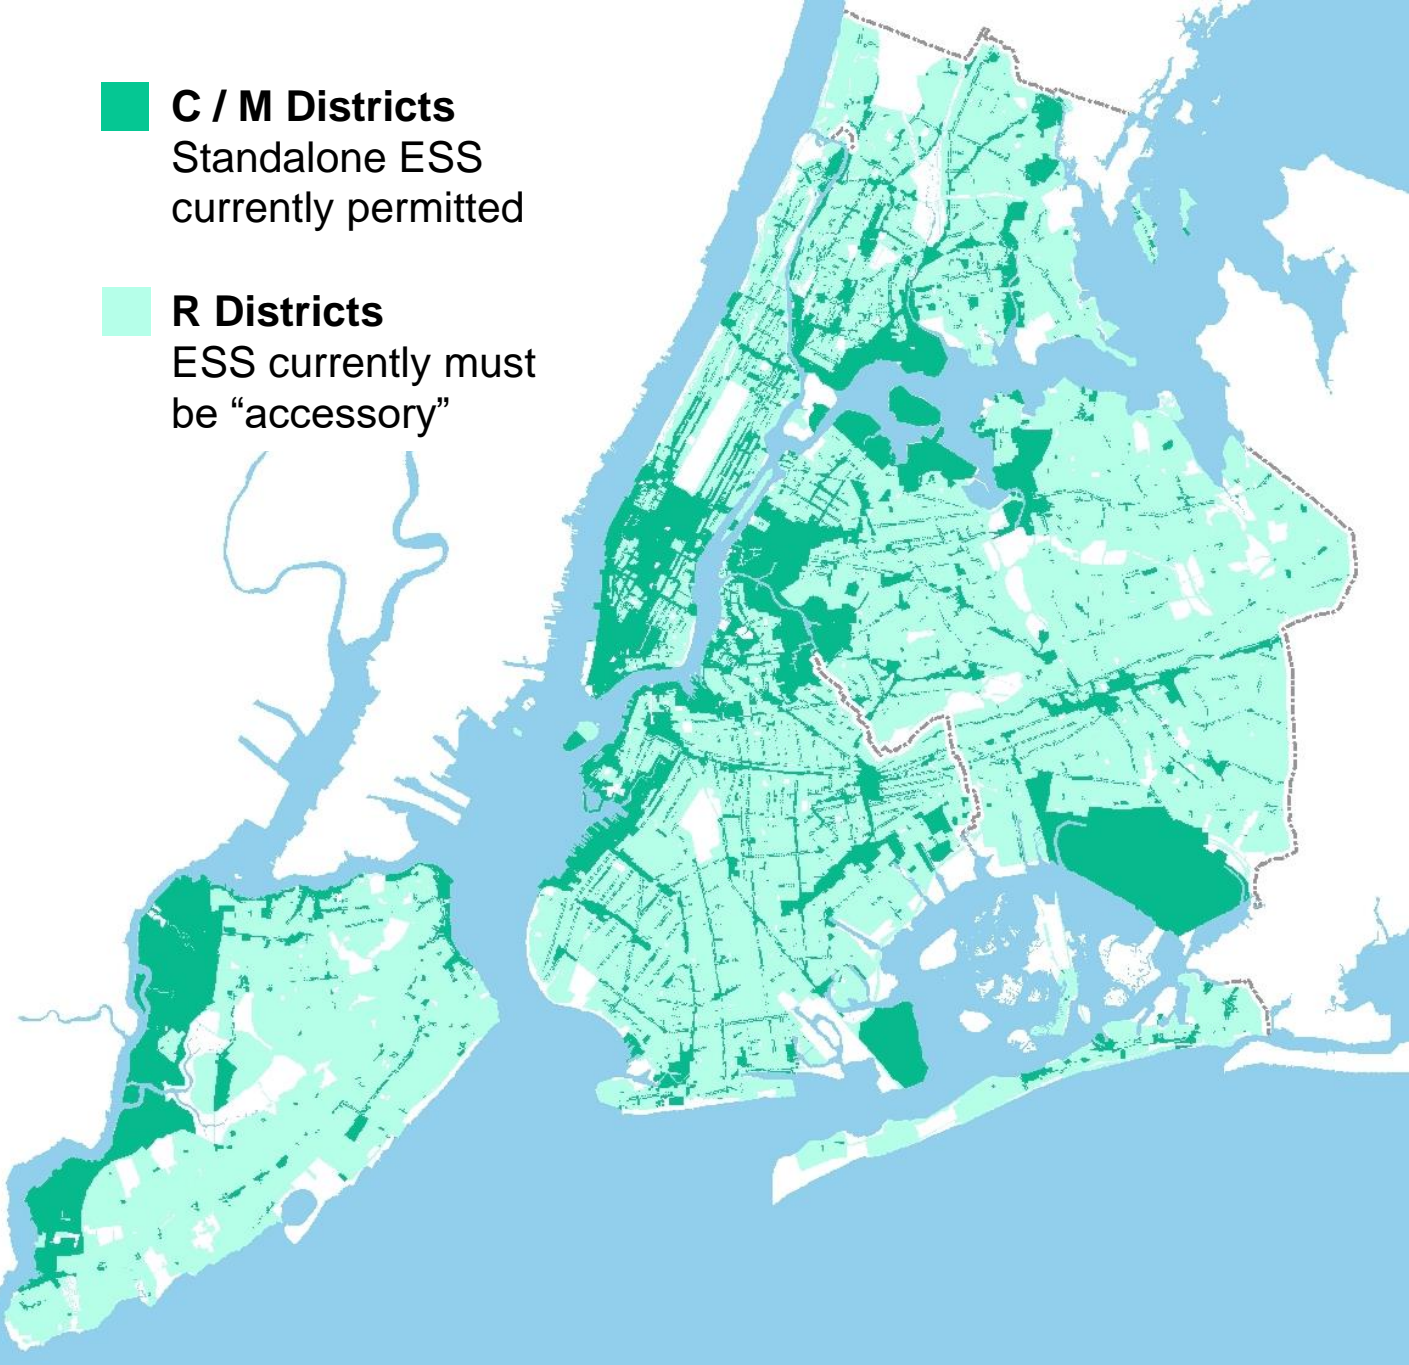 C / M Districts
Standalone ESS
currently permitted
R Districts
ESS currently must
be “accessory”